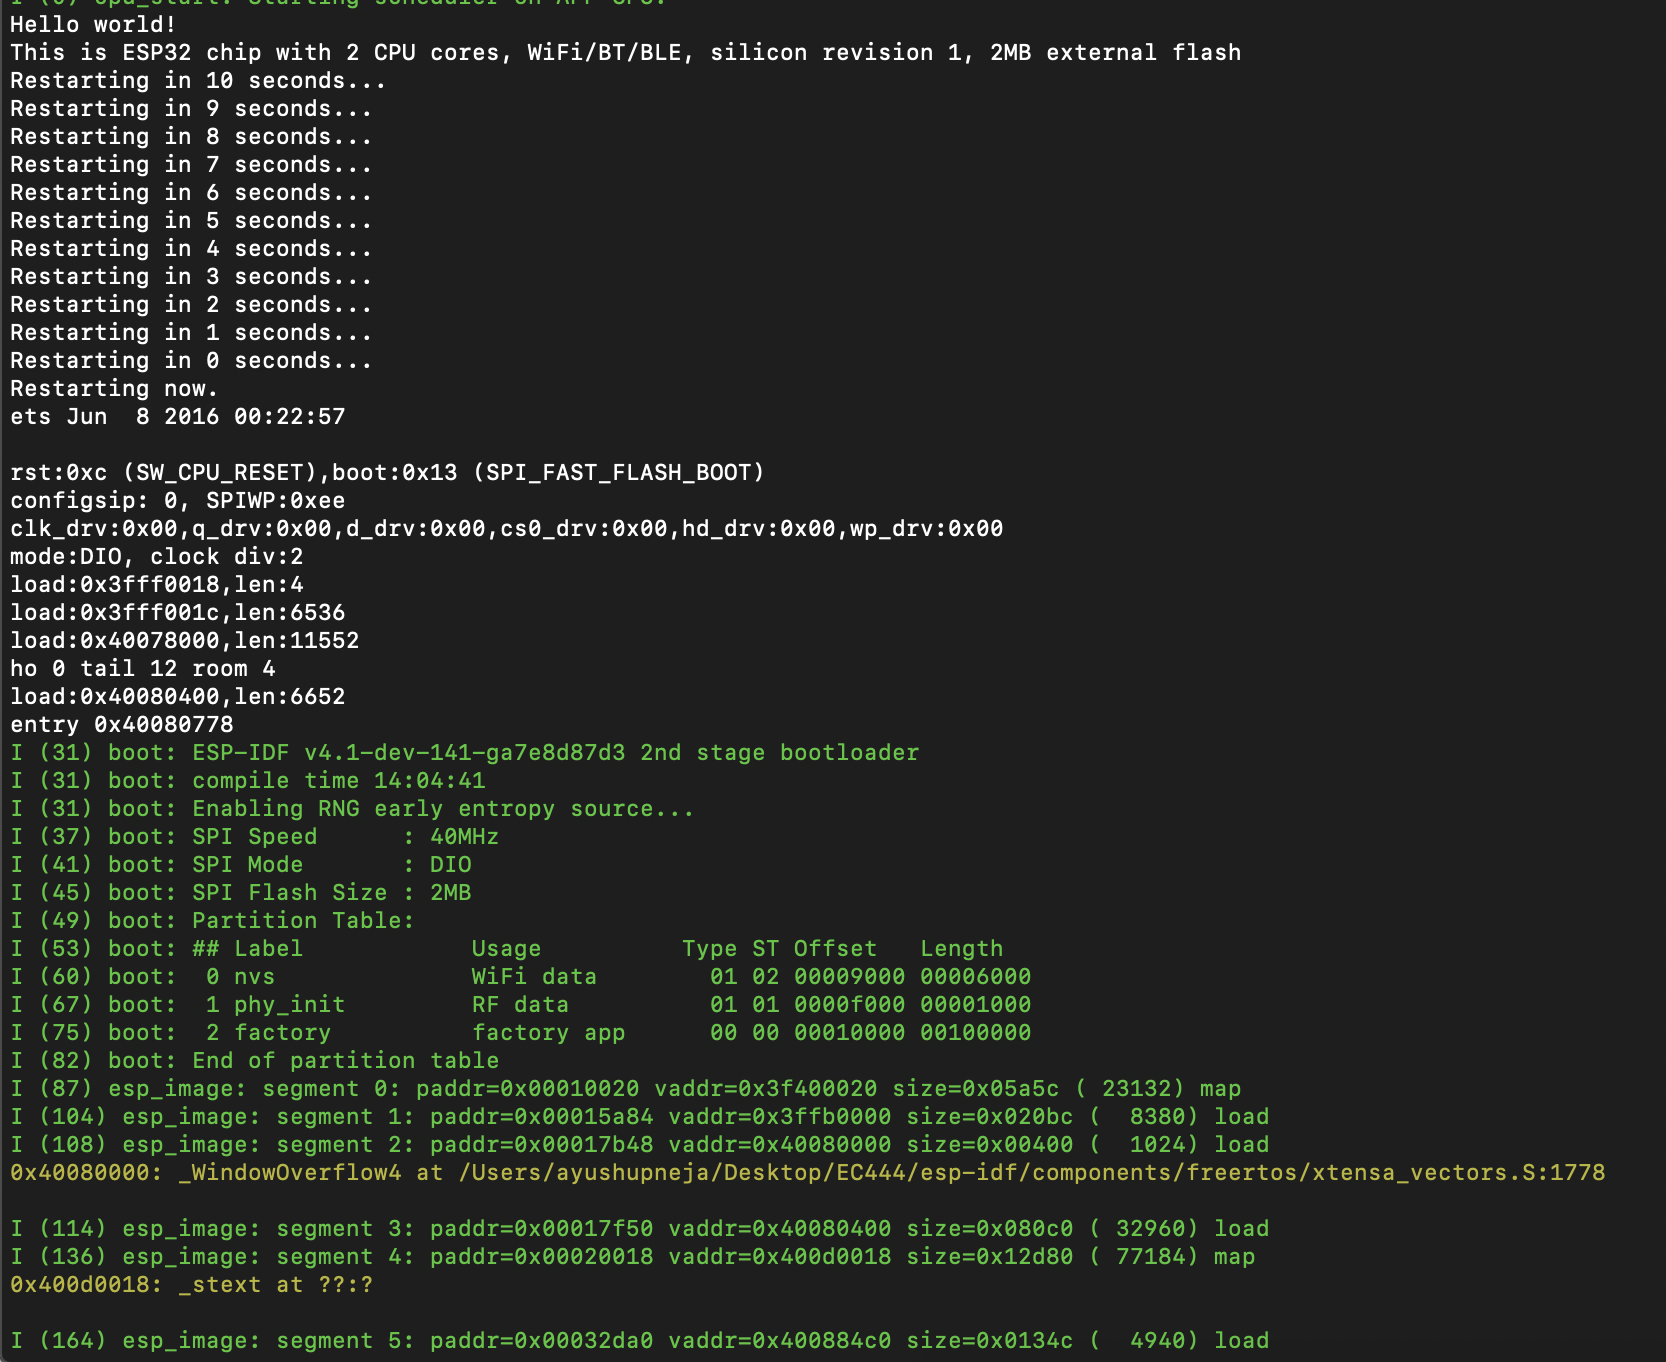 I (0) cpu_start: Starting scheduler on APP CPU.
Hello world!
This is ESP32 chip with 2 CPU cores, WiFi/BT/BLE, silicon revision 1, 2MB external flash
Restarting in 10 seconds...
Restarting in 9 seconds...
Restarting in 8 seconds...
Restarting in 7 seconds...
Restarting in 6 seconds...
Restarting in 5 seconds...
Restarting in 4 seconds...
Restarting in 3 seconds...
Restarting in 2 seconds...
Restarting in 1 seconds...
Restarting in 0 seconds...
Restarting now.
ets Jun  8 2016 00:22:57

rst:0xc (SW_CPU_RESET),boot:0x13 (SPI_FAST_FLASH_BOOT)
configsip: 0, SPIWP:0xee
clk_drv:0x00,q_drv:0x00,d_drv:0x00,cs0_drv:0x00,hd_drv:0x00,wp_drv:0x00
mode:DIO, clock div:2
load:0x3fff0018,len:4
load:0x3fff001c,len:6536
load:0x40078000,len:11552
ho 0 tail 12 room 4
load:0x40080400,len:6652
entry 0x40080778
I (31) boot: ESP-IDF v4.1-dev-141-ga7e8d87d3 2nd stage bootloader
I (31) boot: compile time 14:04:41
I (31) boot: Enabling RNG early entropy source...
I (37) boot: SPI Speed      : 40MHz
I (41) boot: SPI Mode       : DIO
I (45) boot: SPI Flash Size : 2MB
I (49) boot: Partition Table:
I (53) boot: ## Label            Usage          Type ST Offset   Length
I (60) boot:  0 nvs              WiFi data        01 02 00009000 00006000
I (67) boot:  1 phy_init         RF data          01 01 0000f000 00001000
I (75) boot:  2 factory          factory app      00 00 00010000 00100000
I (82) boot: End of partition table
I (87) esp_image: segment 0: paddr=0x00010020 vaddr=0x3f400020 size=0x05a5c ( 23132) map
I (104) esp_image: segment 1: paddr=0x00015a84 vaddr=0x3ffb0000 size=0x020bc (  8380) load
I (108) esp_image: segment 2: paddr=0x00017b48 vaddr=0x40080000 size=0x00400 (  1024) load
0x40080000: _WindowOverflow4 at /Users/ayushupneja/Desktop/EC444/esp-idf/components/freertos/xtensa_vectors.S:1778

I (114) esp_image: segment 3: paddr=0x00017f50 vaddr=0x40080400 size=0x080c0 ( 32960) load
I (136) esp_image: segment 4: paddr=0x00020018 vaddr=0x400d0018 size=0x12d80 ( 77184) map
0x400d0018: _stext at ??:?

I (164) esp_image: segment 5: paddr=0x00032da0 vaddr=0x400884c0 size=0x0134c (  4940) load